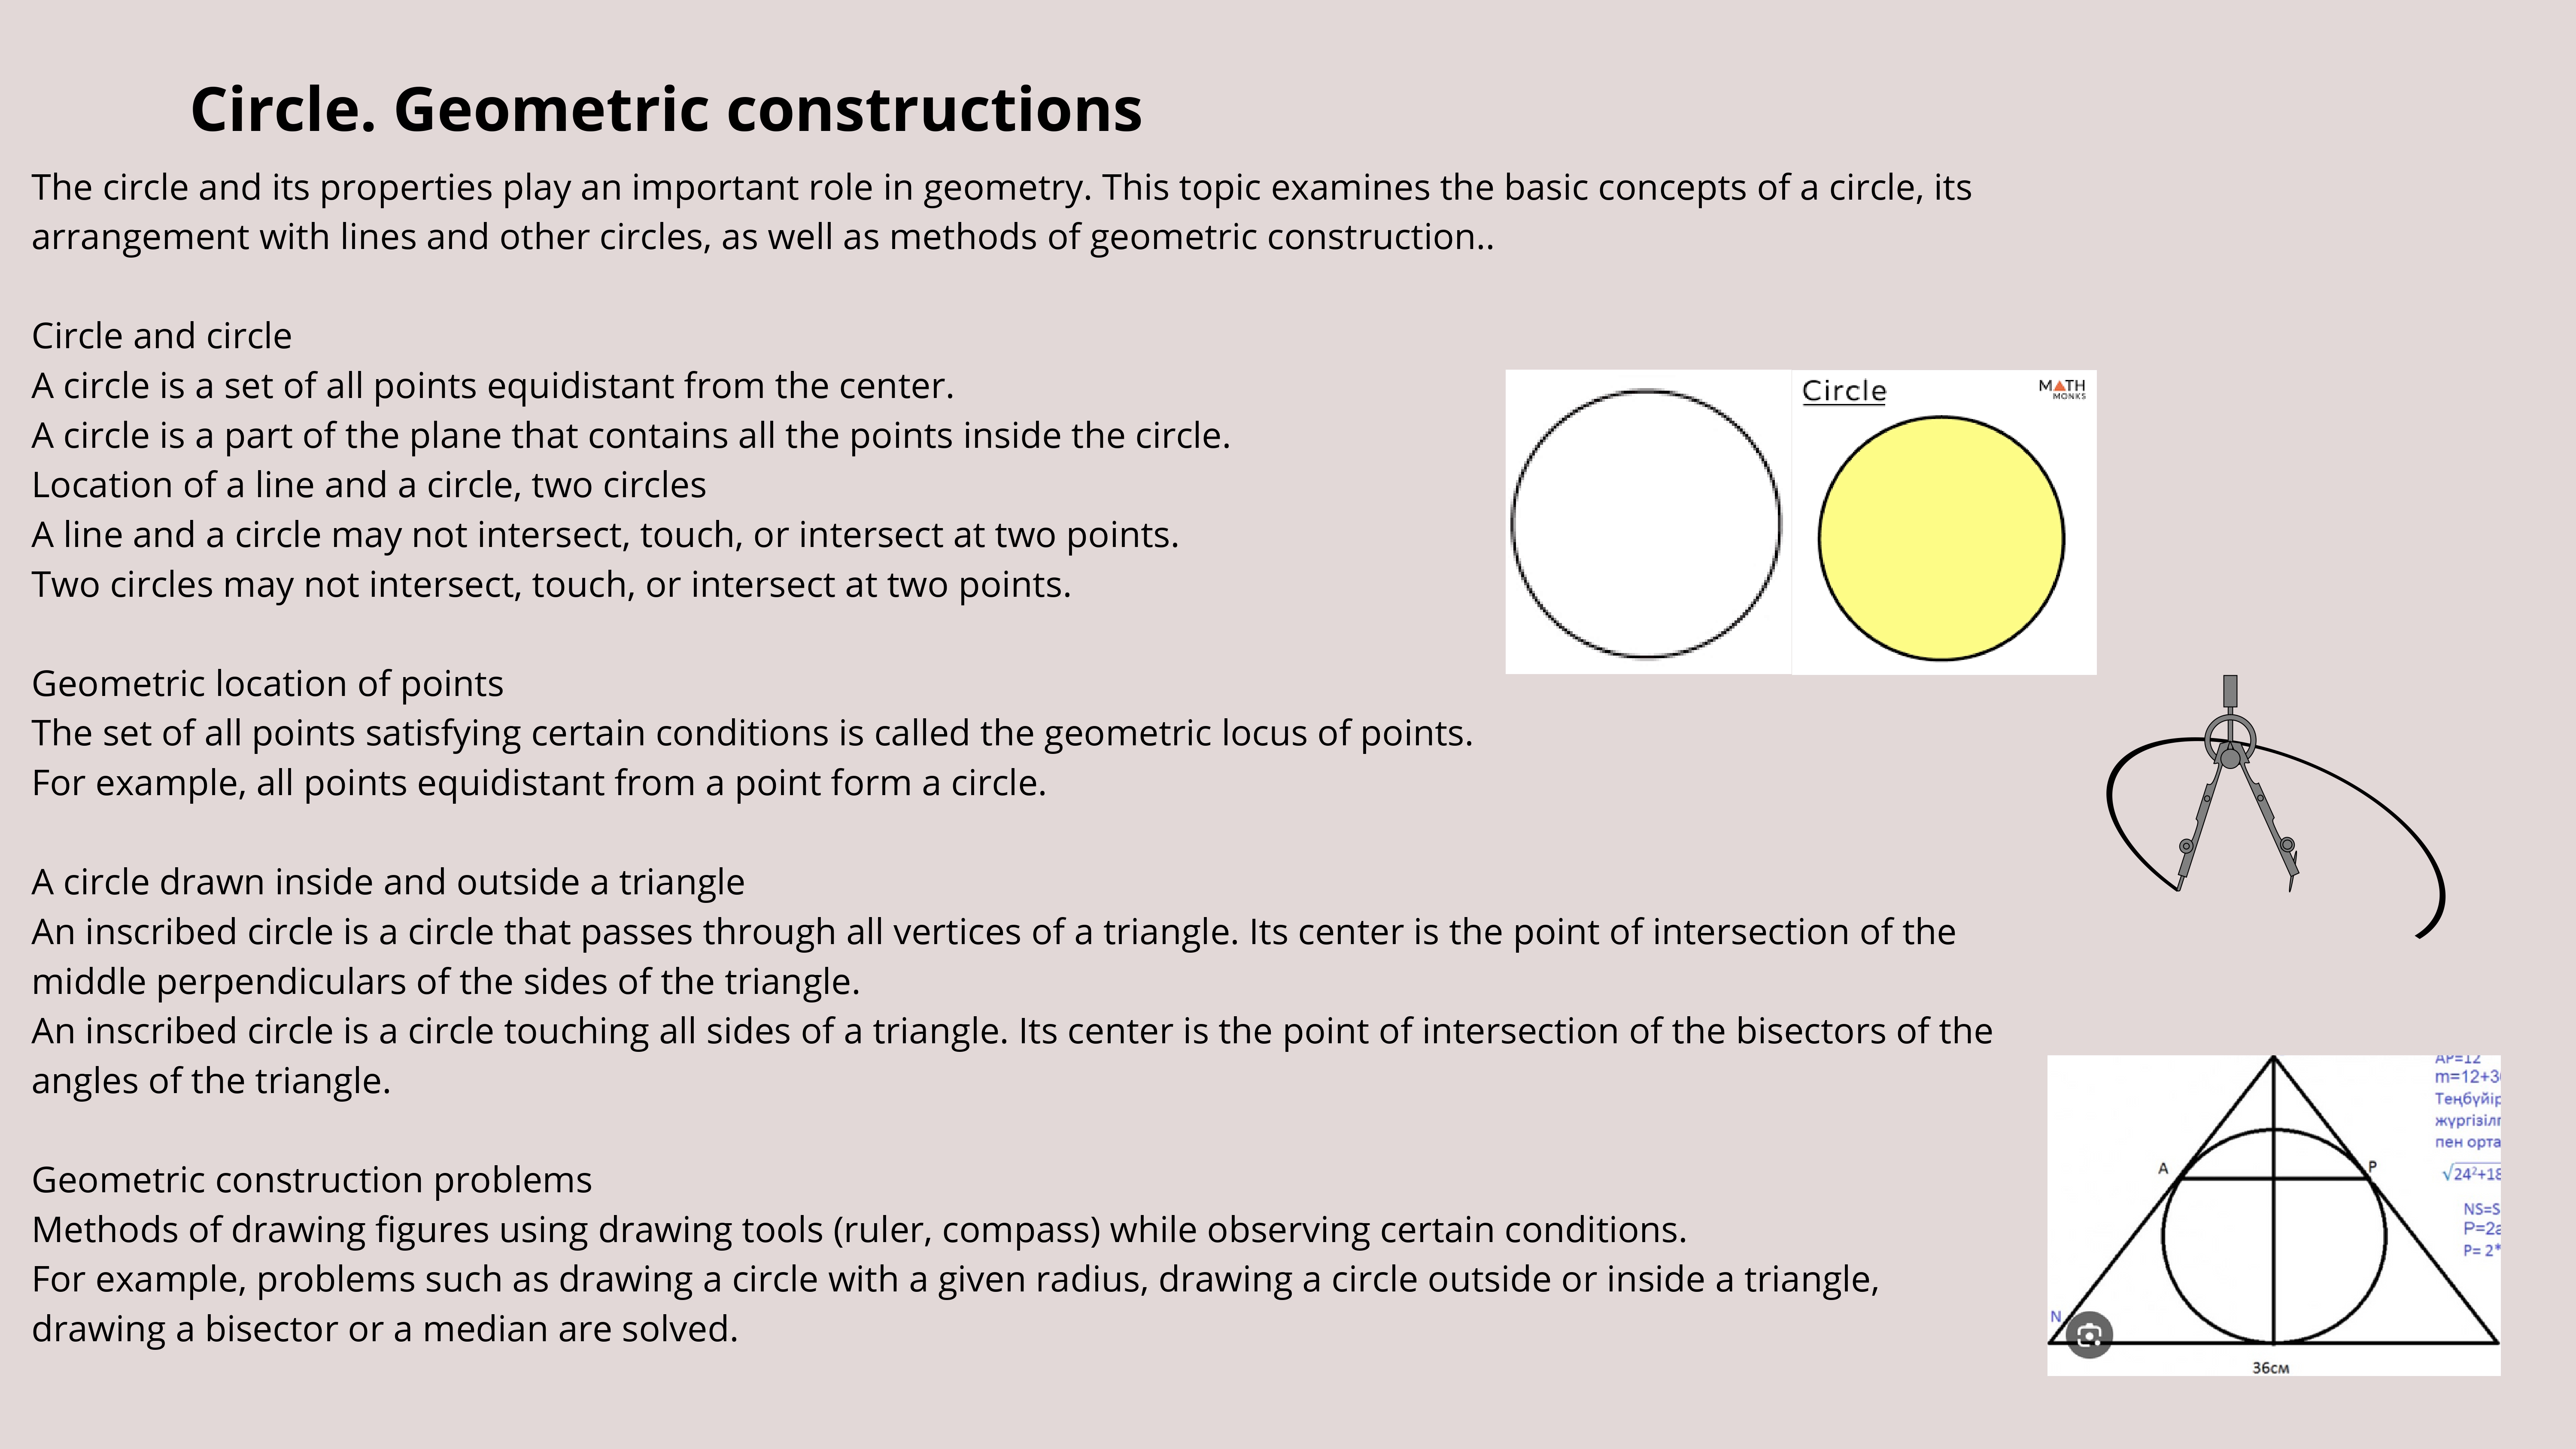 Circle. Geometric constructions
The circle and its properties play an important role in geometry. This topic examines the basic concepts of a circle, its
arrangement with lines and other circles, as well as methods of geometric construction..
Circle and circle
A circle is a set of all points equidistant from the center.
A circle is a part of the plane that contains all the points inside the circle.
Location of a line and a circle, two circles
A line and a circle may not intersect, touch, or intersect at two points.
Two circles may not intersect, touch, or intersect at two points.
Circle
MATH
MONKS
Geometric location of points
The set of all points satisfying certain conditions is called the geometric locus of points.
For example, all points equidistant from a point form a circle.
A circle drawn inside and outside a triangle
An inscribed circle is a circle that passes through all vertices of a triangle. Its center is the point of intersection of the
middle perpendiculars of the sides of the triangle.
An inscribed circle is a circle touching all sides of a triangle. Its center is the point of intersection of the bisectors of the
angles of the triangle.
Geometric construction problems
Methods of drawing figures using drawing tools (ruler, compass) while observing certain conditions.
For example, problems such as drawing a circle with a given radius, drawing a circle outside or inside a triangle,
drawing a bisector or a median are solved.
AP=12
m=12+3
Теңбүйір
жүргізілг
пен орта
A
P
√24²+18
NS=S
P=2a
P= 2*
N
36см